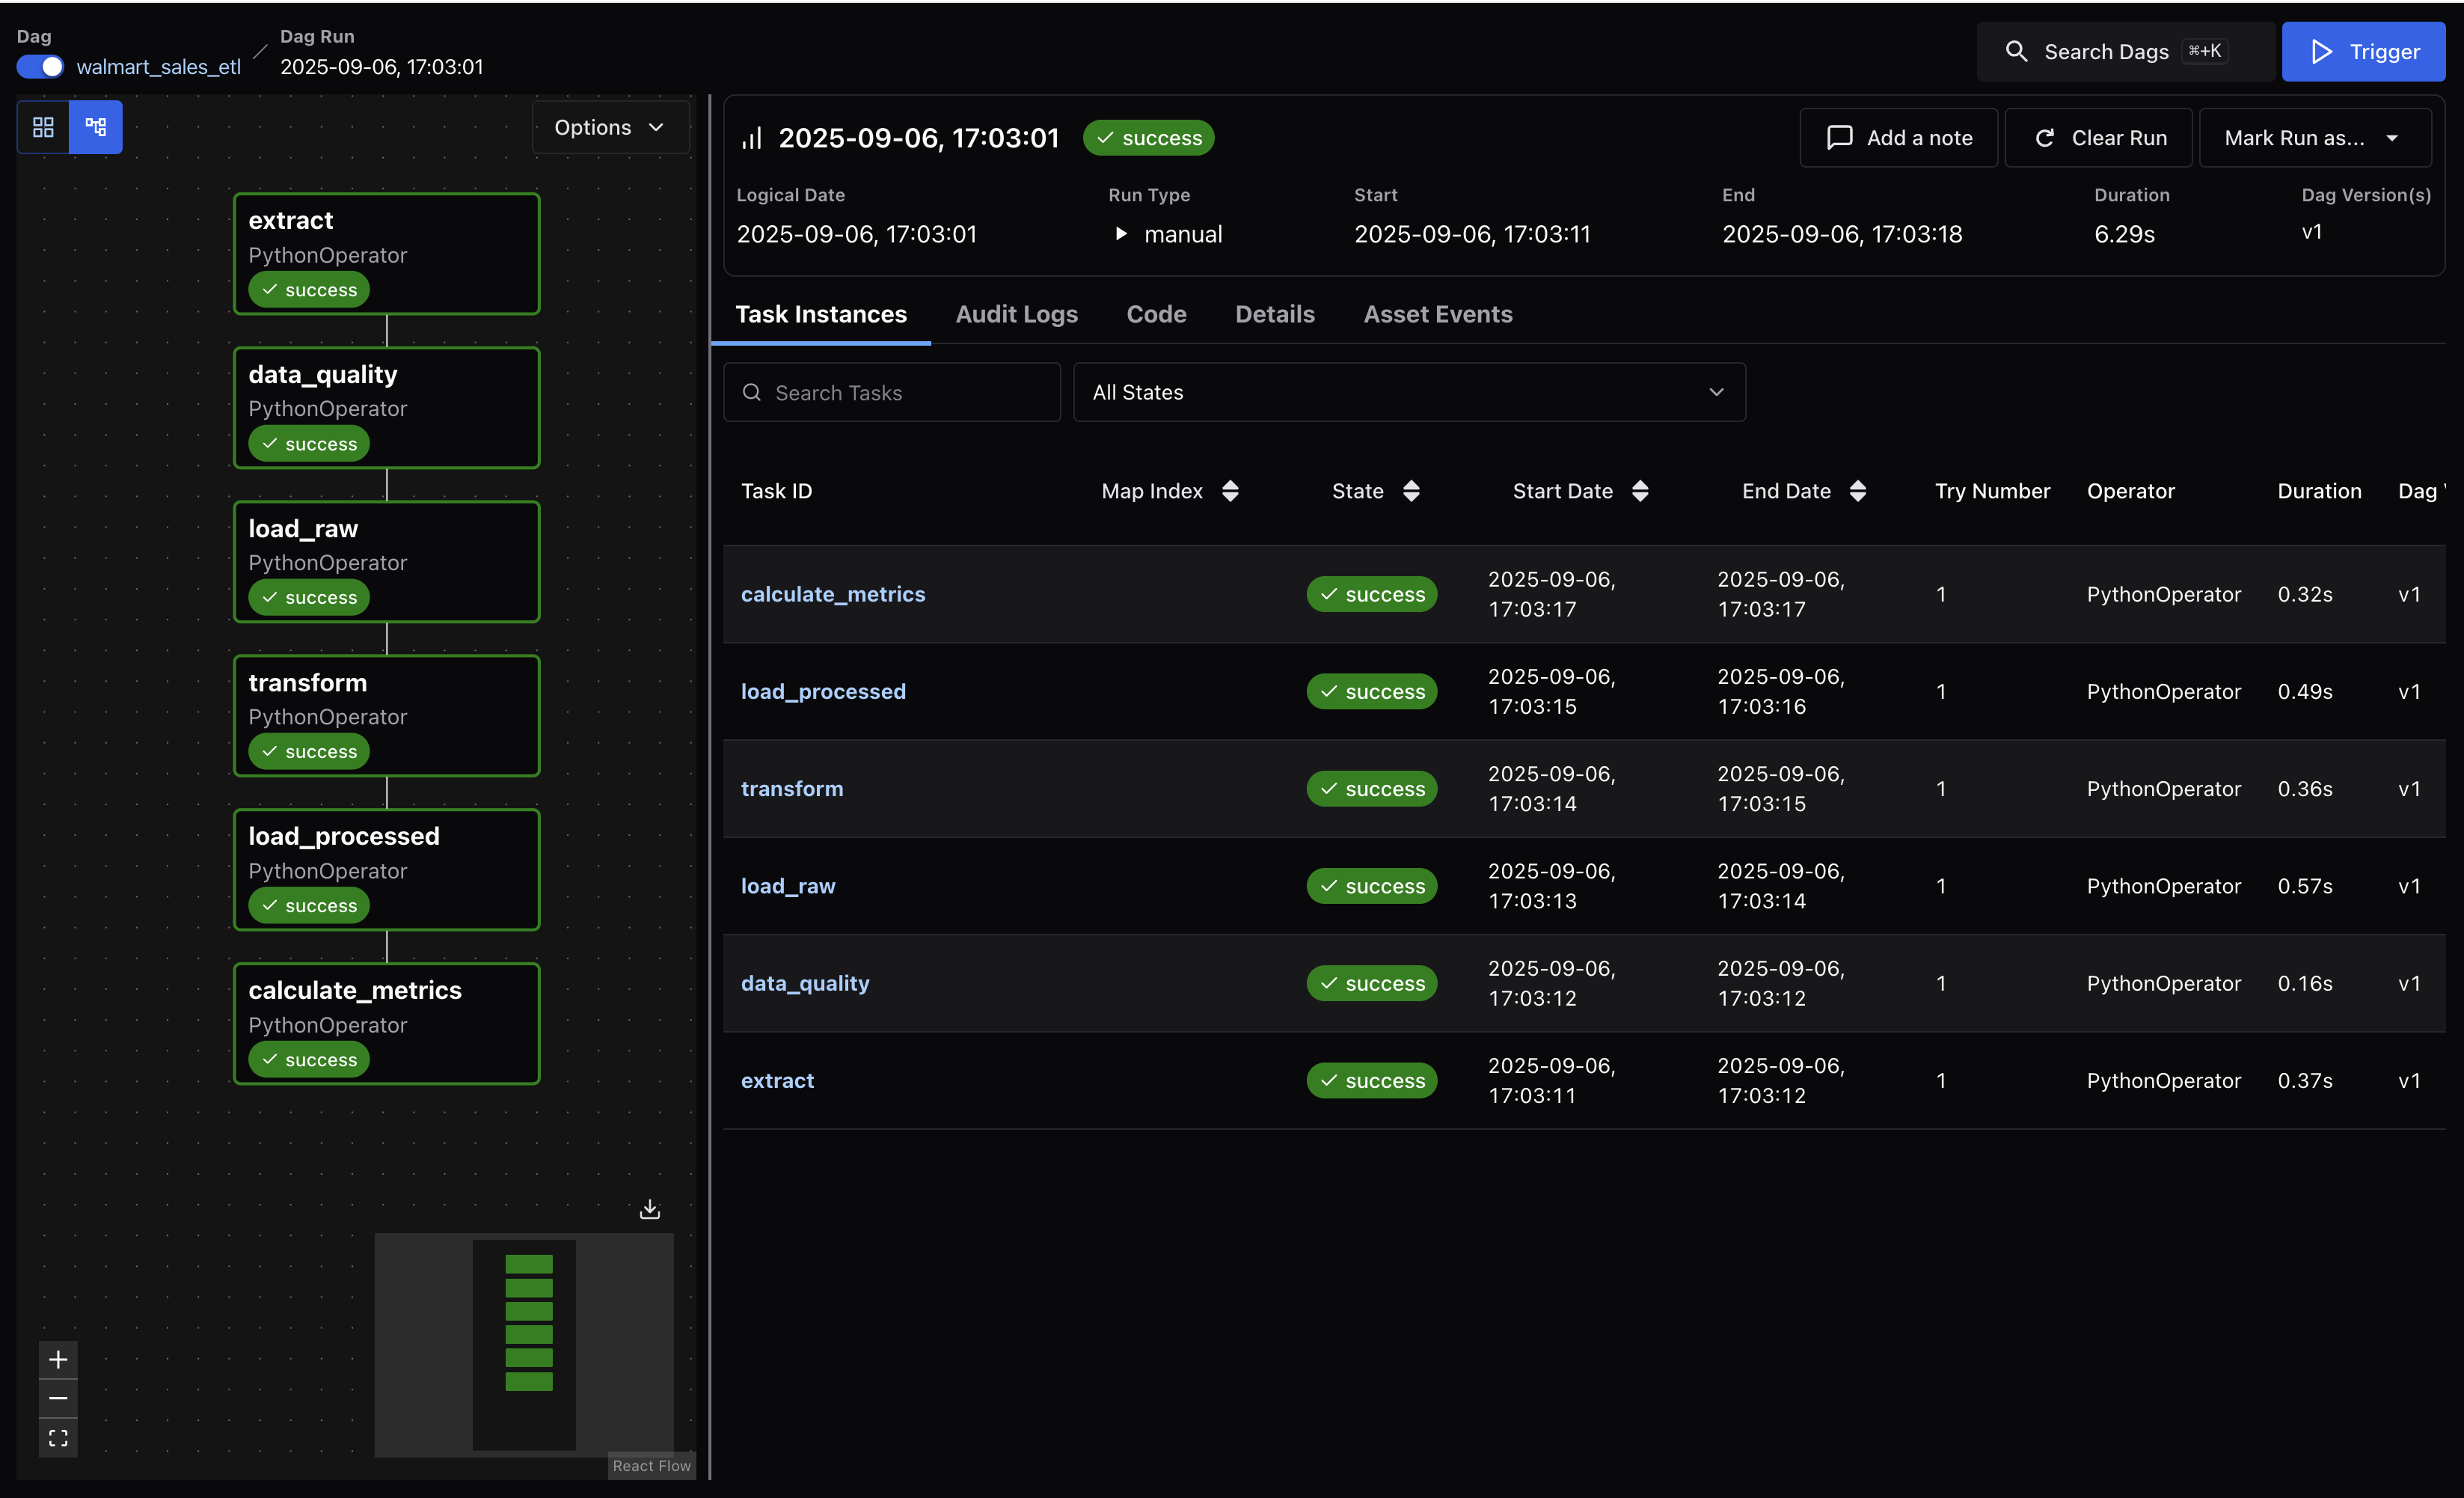 Dag
walmart_sales_etl
Dag Run
2025-09-06, 17:03:01
Search Dags ⌘+K
Trigger
Options
extract
PythonOperator
success
data_quality
PythonOperator
success
load_raw
PythonOperator
success
transform
PythonOperator
success
load_processed
PythonOperator
success
calculate_metrics
PythonOperator
success
React Flow
2025-09-06, 17:03:01 success
Add a note
Clear Run
Mark Run as...
Logical Date Run Type Start End Duration Dag Version(s)
2025-09-06, 17:03:01 manual 2025-09-06, 17:03:11 2025-09-06, 17:03:18 6.29s v1
Task Instances Audit Logs Code Details Asset Events
Search Tasks
All States
Task ID Map Index State Start Date End Date Try Number Operator Duration Dag
calculate_metrics success 2025-09-06, 17:03:17 2025-09-06, 17:03:17 1 PythonOperator 0.32s v1
load_processed success 2025-09-06, 17:03:15 2025-09-06, 17:03:16 1 PythonOperator 0.49s v1
transform success 2025-09-06, 17:03:14 2025-09-06, 17:03:15 1 PythonOperator 0.36s v1
load_raw success 2025-09-06, 17:03:13 2025-09-06, 17:03:14 1 PythonOperator 0.57s v1
data_quality success 2025-09-06, 17:03:12 2025-09-06, 17:03:12 1 PythonOperator 0.16s v1
extract success 2025-09-06, 17:03:11 2025-09-06, 17:03:12 1 PythonOperator 0.37s v1